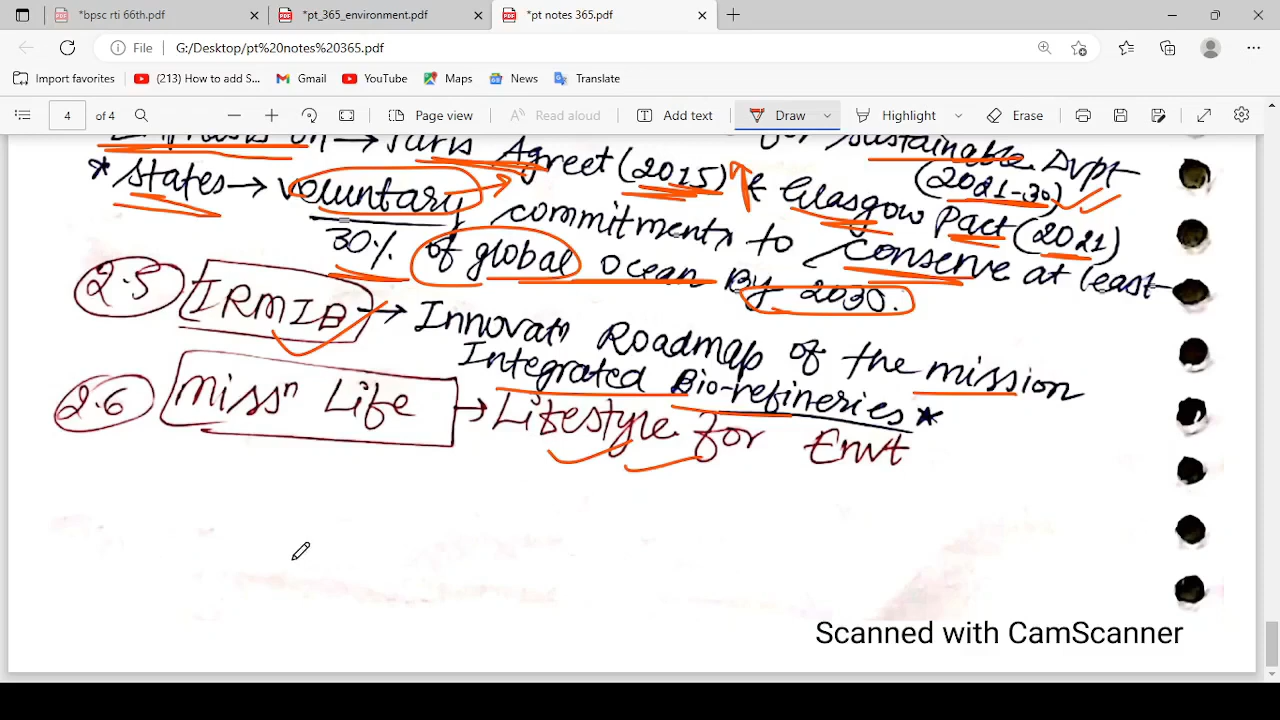 *bpsc rti 66th.pdf
*pt_365_environment.pdf
*pt notes 365.pdf
File
G:/Desktop/pt%20notes%20365.pdf
Import favorites
(213) How to add S...
Gmail
YouTube
Maps
News
Translate
4 of 4
Page view
Read aloud
Add text
Draw
Highlight
Erase
on → Paris Agreet (2015) & Glasgow Pact (2021)
for sustainable Dvpt
(2021-30)
* States → voluntary commitments to conserve at least
30% of global ocean By 2030.
2.5 IRMIB → Innovatn Roadmap of the mission
Integrated Bio-refineries *
2.6 Missn Life → Lifestyle for Envt
Scanned with CamScanner